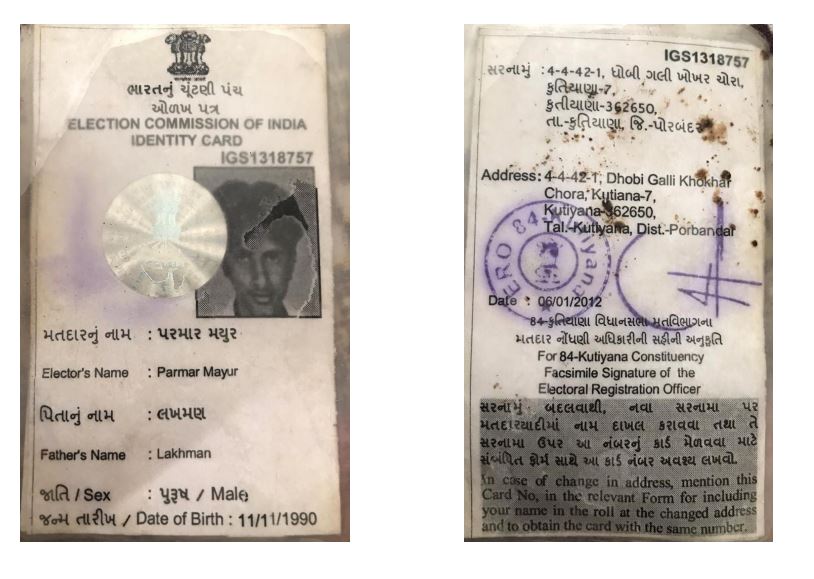 ભારતનું ચૂંટણી પંચ
ઓળખ પત્ર
ELECTION COMMISSION OF INDIA
IDENTITY CARD
IGS1318757
મતદારનું નામ : પરમાર મયુર
Elector's Name : Parmar Mayur
પિતાનું નામ : લખમણ
Father's Name : Lakhman
જાતિ / Sex : પુરૂષ / Male
જન્મ તારીખ / Date of Birth : 11/11/1990
IGS1318757
સરનામું : 4-4-42-1, ધોબી ગલી ખોખર ચોરા,
કુતિયાણા-7,
કુતીયાણા-362650,
તા.-કુતિયાણા, જિ.-પોરબંદર
Address: 4-4-42-1, Dhobi Galli Khokhar
Chora, Kutiana-7,
Kutiyana-362650,
Tal.-Kutiyana, Dist.-Porbandar
ERO 84-Kutiyana
Date : 06/01/2012
84-કુતિયાણા વિધાનસભા મતવિભાગના
મતદાર નોંધણી અધિકારીની સહીની અનુકૃતિ
For 84-Kutiyana Constituency
Facsimile Signature of the
Electoral Registration Officer
સરનામું બદલવાથી, નવા સરનામા પર
મતદારયાદીમાં નામ દાખલ કરાવવા તથા તે
સરનામા ઉપર આ નંબરનું કાર્ડ મેળવવા માટે
સંબંધિત ફોર્મ સાથે આ કાર્ડ નંબર અવશ્ય લખવો.
In case of change in address, mention this
Card No, in the relevant Form for including
your name in the roll at the changed address
and to obtain the card with the same number.